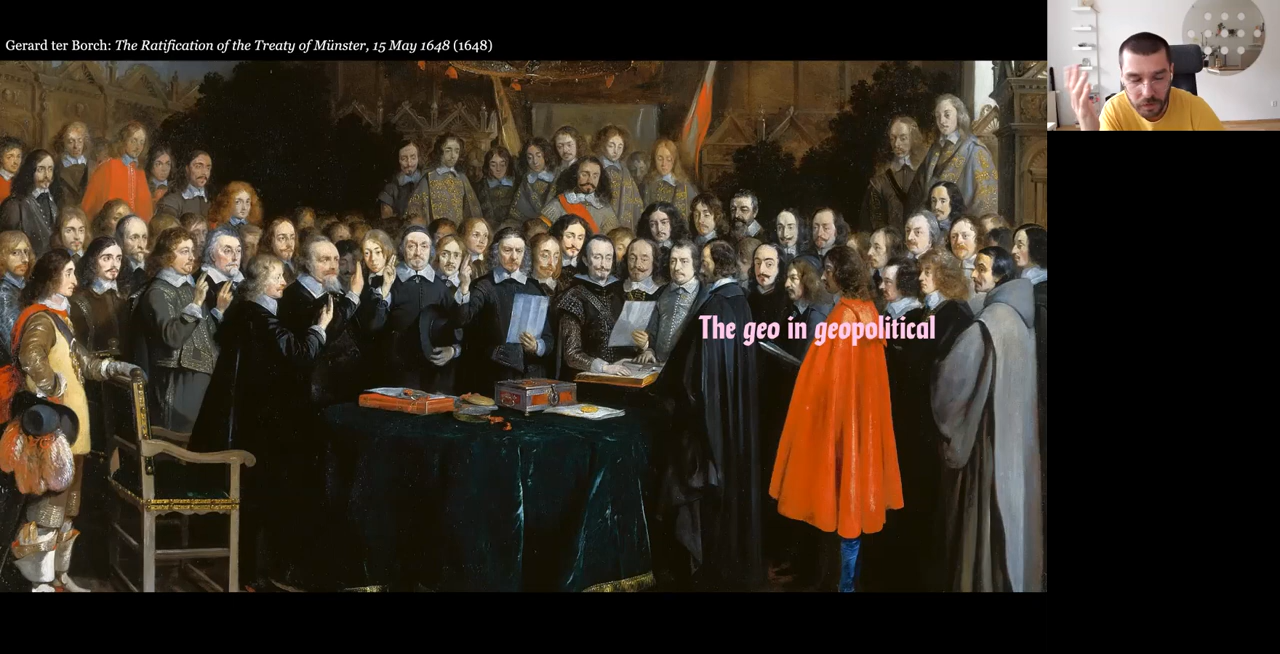 Gerard ter Borch: The Ratification of the Treaty of Münster, 15 May 1648 (1648)
The geo in geopolitical